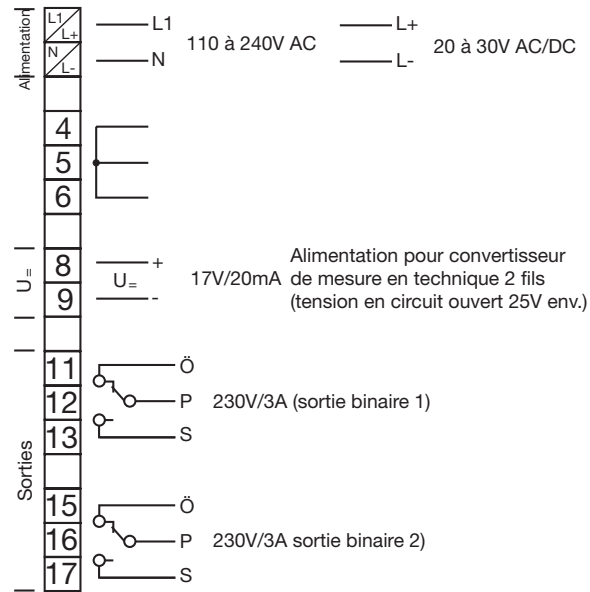 Alimentation
L1
L+
N
L-
L1
N
110 à 240V AC
L+
L-
20 à 30V AC/DC
4
5
6
U=
8
9
U=
+
-
17V/20mA
Alimentation pour convertisseur
de mesure en technique 2 fils
(tension en circuit ouvert 25V env.)
Sorties
11
12
13
Ö
P
S
230V/3A (sortie binaire 1)
15
16
17
Ö
P
S
230V/3A sortie binaire 2)